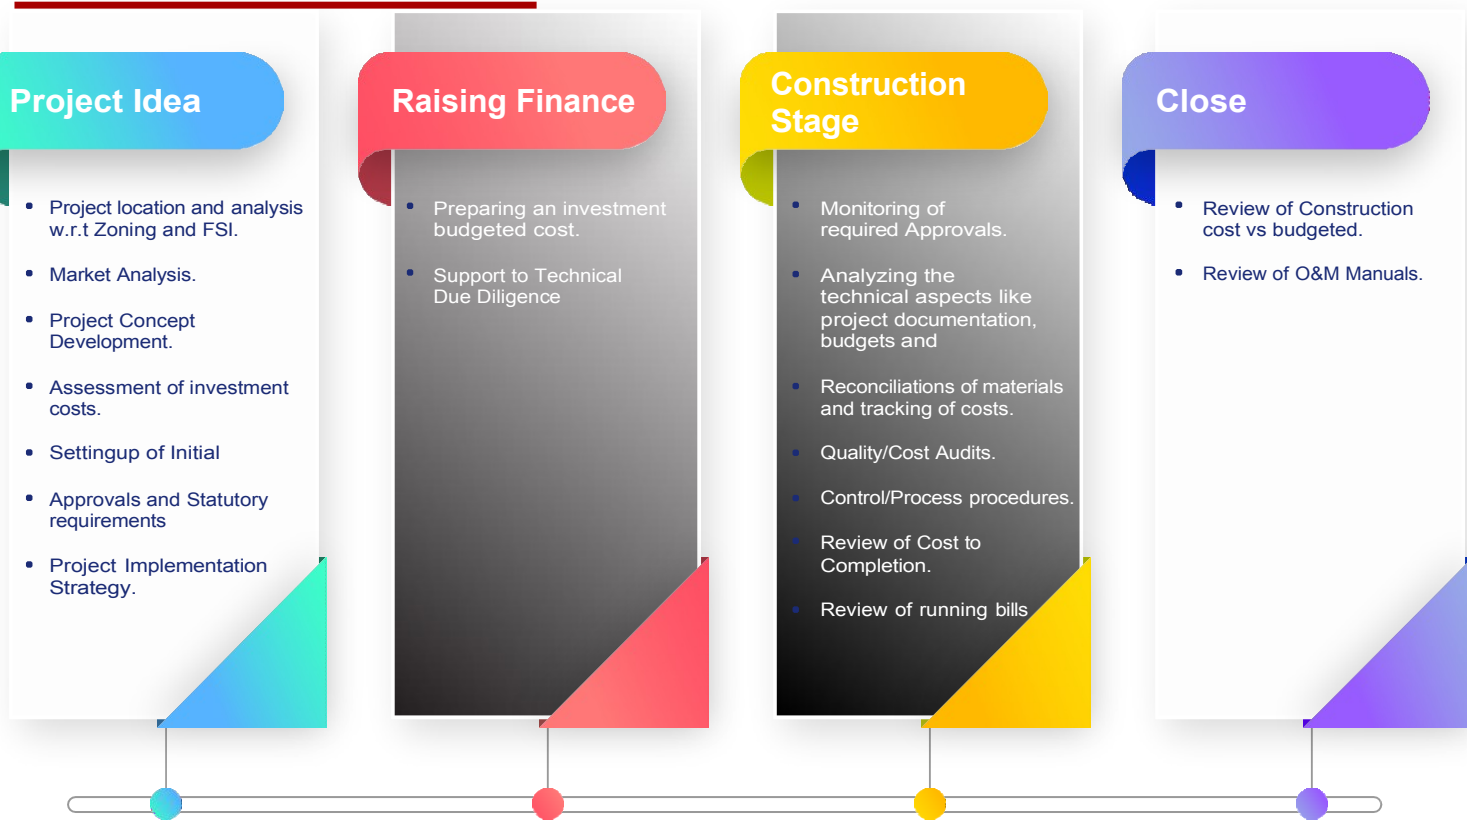 Project Idea
• Project location and analysis
w.r.t Zoning and FSI.
• Market Analysis.
• Project Concept
Development.
• Assessment of investment
costs.
• Settingup of Initial
• Approvals and Statutory
requirements
• Project Implementation
Strategy.
Raising Finance
• Preparing an investment
budgeted cost.
• Support to Technical
Due Diligence
Construction
Stage
• Monitoring of
required Approvals.
• Analyzing the
technical aspects like
project documentation,
budgets and
• Reconciliations of materials
and tracking of costs.
• Quality/Cost Audits.
• Control/Process procedures.
• Review of Cost to
Completion.
• Review of running bills
Close
• Review of Construction
cost vs budgeted.
• Review of O&M Manuals.